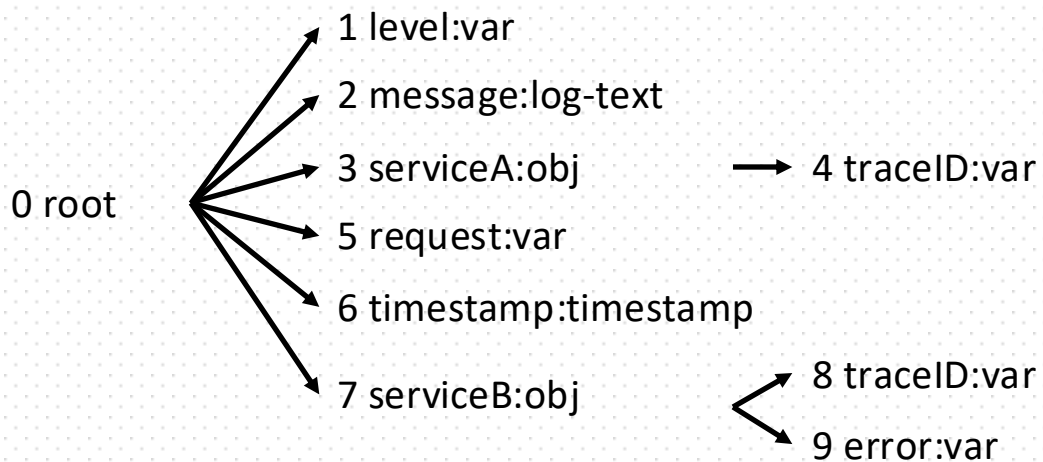 1 level:var
2 message:log-text
3 serviceA:obj
4 traceID:var
0 root
5 request:var
6 timestamp:timestamp
7 serviceB:obj
8 traceID:var
9 error:var